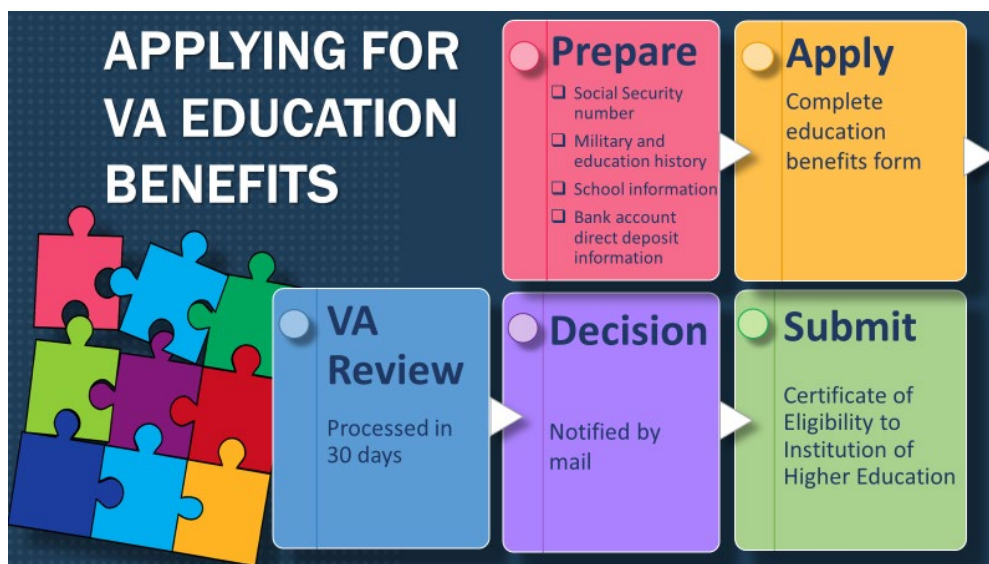 APPLYING FOR
VA EDUCATION
BENEFITS
Prepare
❑ Social Security
number
❑ Military and
education history
❑ School information
❑ Bank account
direct deposit
information
Apply
Complete
education
benefits form
VA
Review
Processed in
30 days
Decision
Notified by
mail
Submit
Certificate of
Eligibility to
Institution of
Higher Education